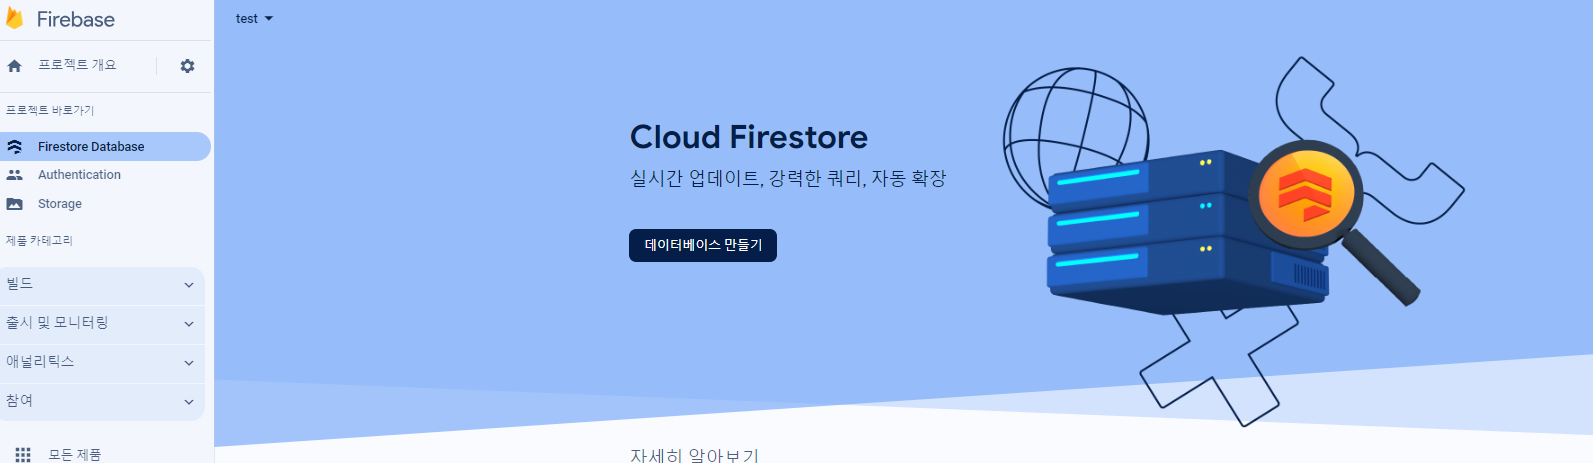 Firebase
프로젝트 개요
프로젝트 바로가기
Firestore Database
Authentication
Storage
제품 카테고리
빌드
출시 및 모니터링
애널리틱스
참여
모든 제품
test
Cloud Firestore
실시간 업데이트, 강력한 쿼리, 자동 확장
데이터베이스 만들기
자세히 알아보기